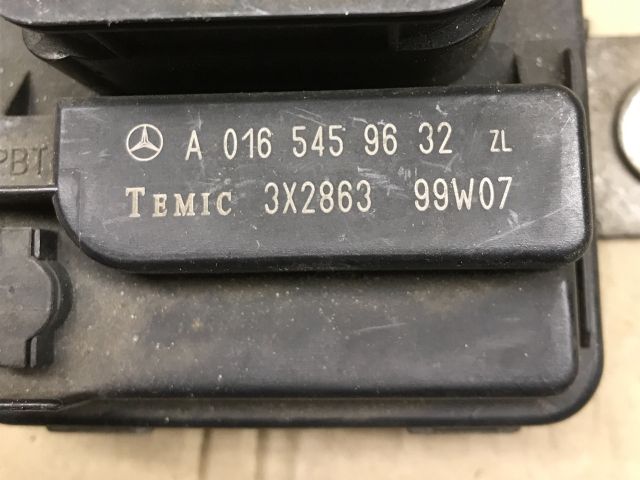 A 016 545 96 32 ZL
TEMIC 3X2863 99W07
PBT